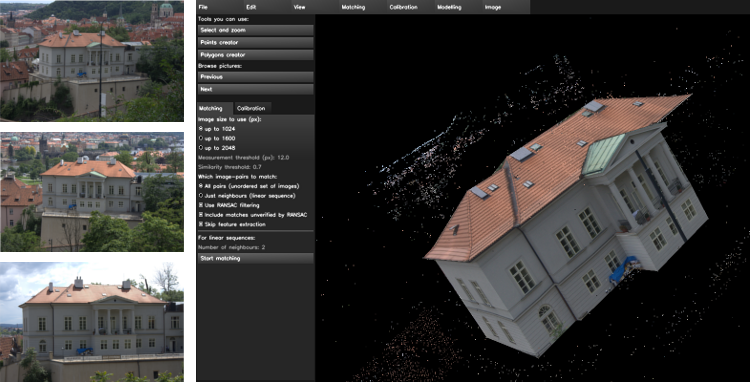 File Edit View Matching Calibration Modelling Image
Tools you can use:
Select and zoom
Points creator
Polygons creator
Browse pictures:
Previous
Next
Matching Calibration
Image size to use (px):
up to 1024
up to 1600
up to 2048
Measurement threshold (px): 12.0
Similarity threshold: 0.7
Which image-pairs to match:
All pairs (unordered set of images)
Just neighbours (linear sequence)
Use RANSAC filtering
Include matches unverified by RANSAC
Skip feature extraction
For linear sequences:
Number of neighbours: 2
Start matching